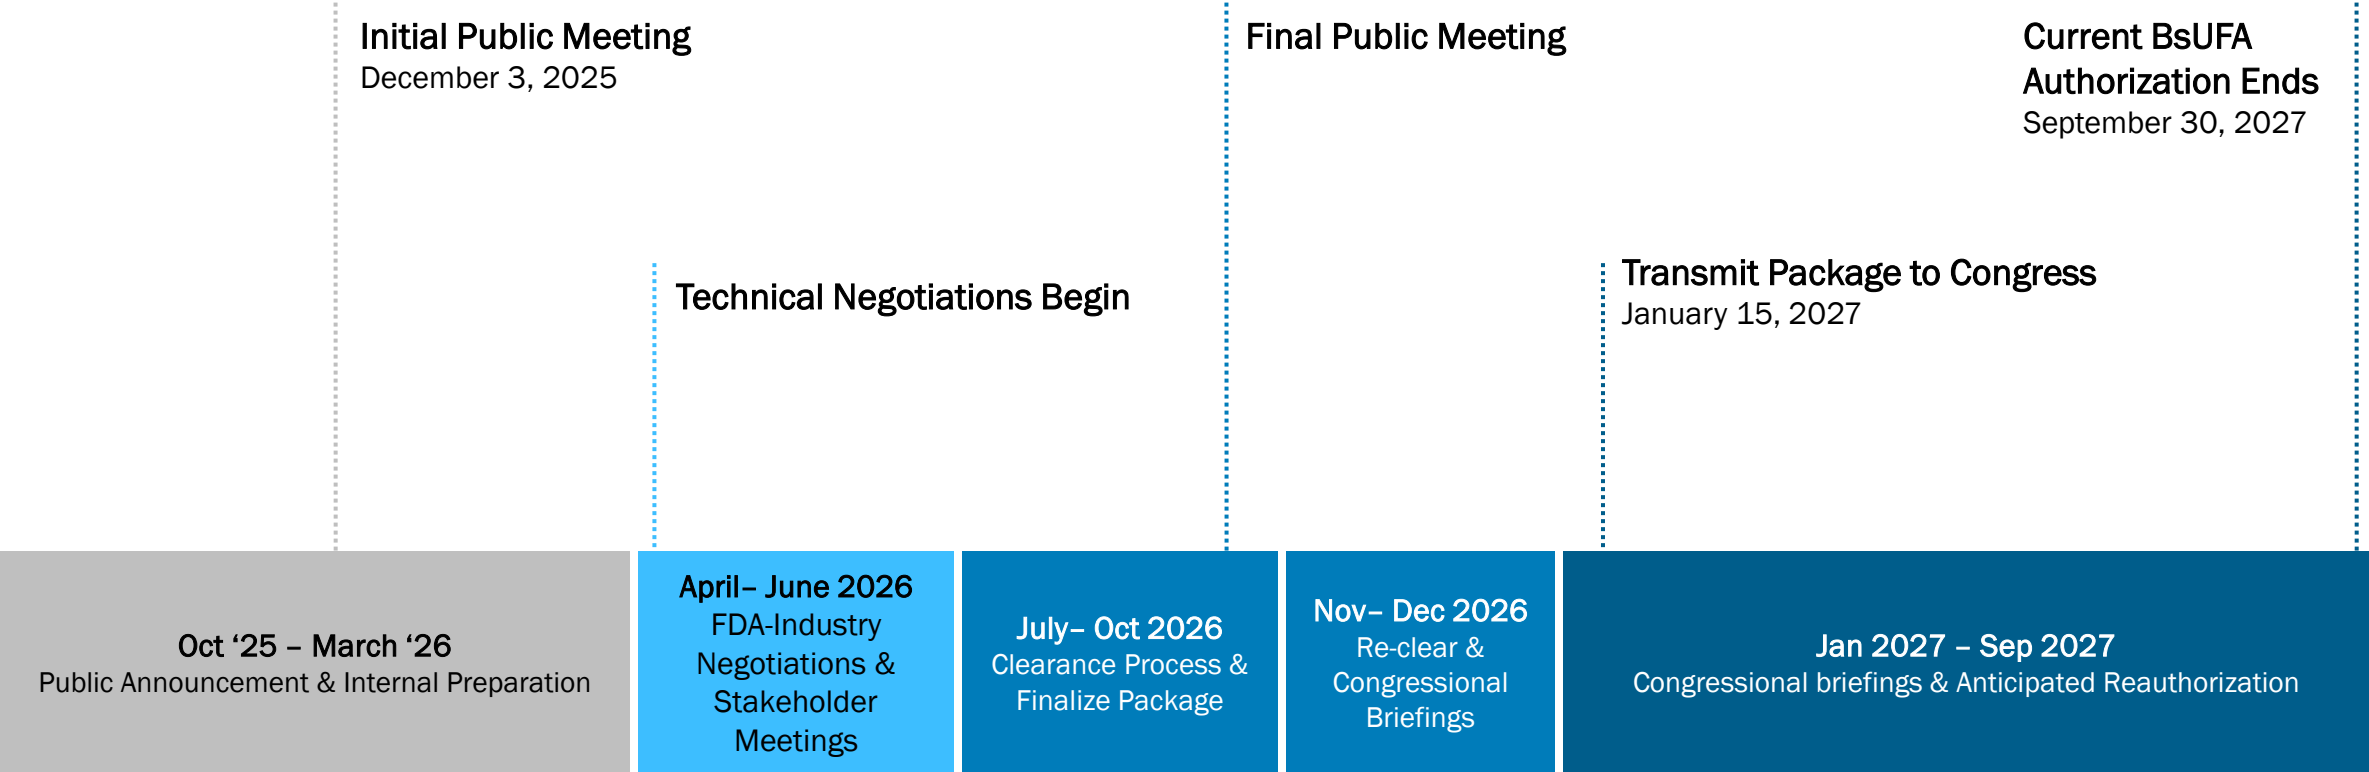 Initial Public Meeting
December 3, 2025
Final Public Meeting
Current BsUFA
Authorization Ends
September 30, 2027
Technical Negotiations Begin
Transmit Package to Congress
January 15, 2027
Oct ‘25 – March ‘26
Public Announcement & Internal Preparation
April– June 2026
FDA-Industry
Negotiations &
Stakeholder
Meetings
July– Oct 2026
Clearance Process &
Finalize Package
Nov– Dec 2026
Re-clear &
Congressional
Briefings
Jan 2027 – Sep 2027
Congressional briefings & Anticipated Reauthorization